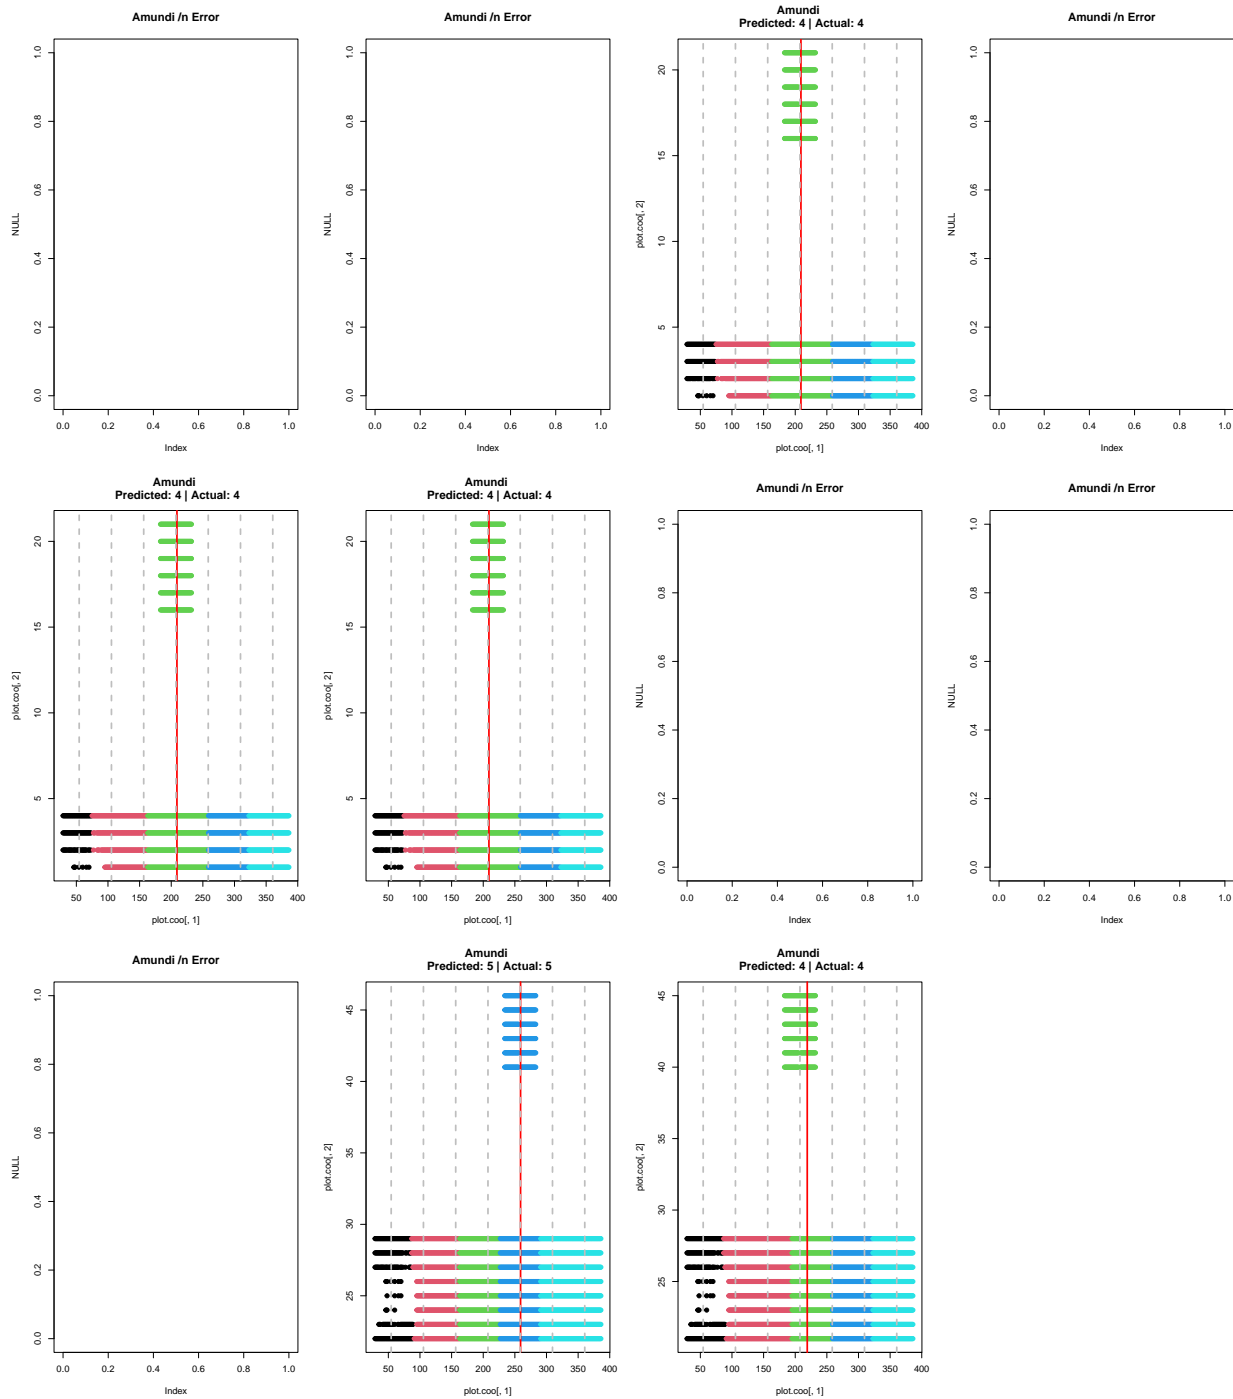 Amundi /n Error
NULL
0.0 0.2 0.4 0.6 0.8 1.0
0.0 0.2 0.4 0.6 0.8 1.0
Index
Amundi /n Error
NULL
0.0 0.2 0.4 0.6 0.8 1.0
0.0 0.2 0.4 0.6 0.8 1.0
Index
Amundi
Predicted: 4 | Actual: 4
plot.coo[, 2]
5 10 15 20
50 100 150 200 250 300 350 400
plot.coo[, 1]
Amundi /n Error
NULL
0.0 0.2 0.4 0.6 0.8 1.0
0.0 0.2 0.4 0.6 0.8 1.0
Index
Amundi
Predicted: 4 | Actual: 4
plot.coo[, 2]
5 10 15 20
50 100 150 200 250 300 350 400
plot.coo[, 1]
Amundi
Predicted: 4 | Actual: 4
plot.coo[, 2]
5 10 15 20
50 100 150 200 250 300 350 400
plot.coo[, 1]
Amundi /n Error
NULL
0.0 0.2 0.4 0.6 0.8 1.0
0.0 0.2 0.4 0.6 0.8 1.0
Index
Amundi /n Error
NULL
0.0 0.2 0.4 0.6 0.8 1.0
0.0 0.2 0.4 0.6 0.8 1.0
Index
Amundi /n Error
NULL
0.0 0.2 0.4 0.6 0.8 1.0
0.0 0.2 0.4 0.6 0.8 1.0
Index
Amundi
Predicted: 5 | Actual: 5
plot.coo[, 2]
25 30 35 40 45
50 100 150 200 250 300 350 400
plot.coo[, 1]
Amundi
Predicted: 4 | Actual: 4
plot.coo[, 2]
25 30 35 40 45
50 100 150 200 250 300 350 400
plot.coo[, 1]